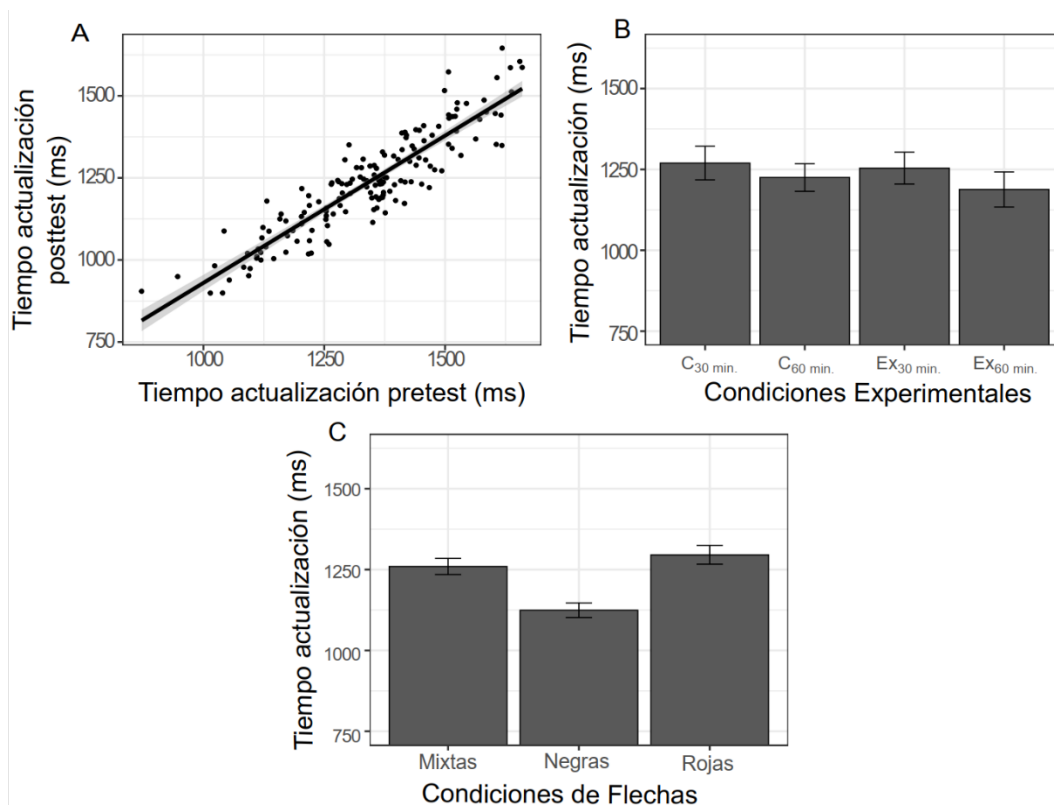 A
Tiempo actualización
posttest (ms)
1500
1250
1000
750
1000
1250
1500
Tiempo actualización pretest (ms)
B
Tiempo actualización (ms)
1500
1250
1000
750
C30 min.
C60 min.
Ex30 min.
Ex60 min.
Condiciones Experimentales
C
Tiempo actualización (ms)
1500
1250
1000
750
Mixtas
Negras
Rojas
Condiciones de Flechas